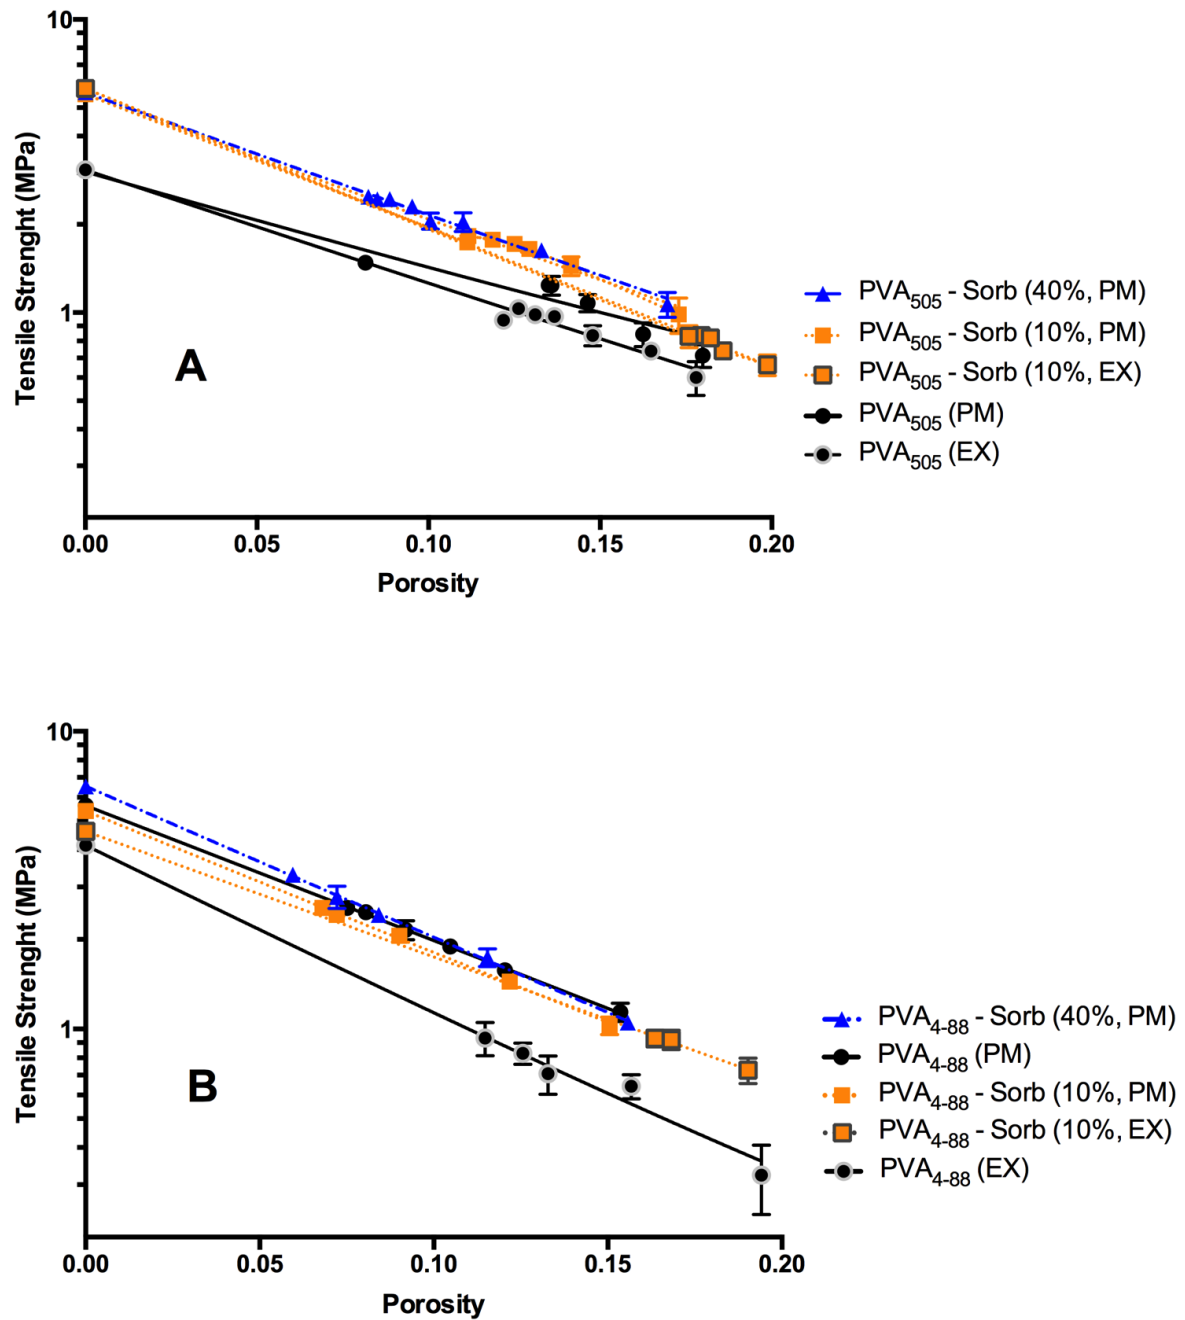 10
1
Tensile Strenght (MPa)
A
0.00 0.05 0.10 0.15 0.20
Porosity
PVA505 - Sorb (40%, PM)
PVA505 - Sorb (10%, PM)
PVA505 - Sorb (10%, EX)
PVA505 (PM)
PVA505 (EX)
10
1
Tensile Strenght (MPa)
B
0.00 0.05 0.10 0.15 0.20
Porosity
PVA4-88 - Sorb (40%, PM)
PVA4-88 (PM)
PVA4-88 - Sorb (10%, PM)
PVA4-88 - Sorb (10%, EX)
PVA4-88 (EX)